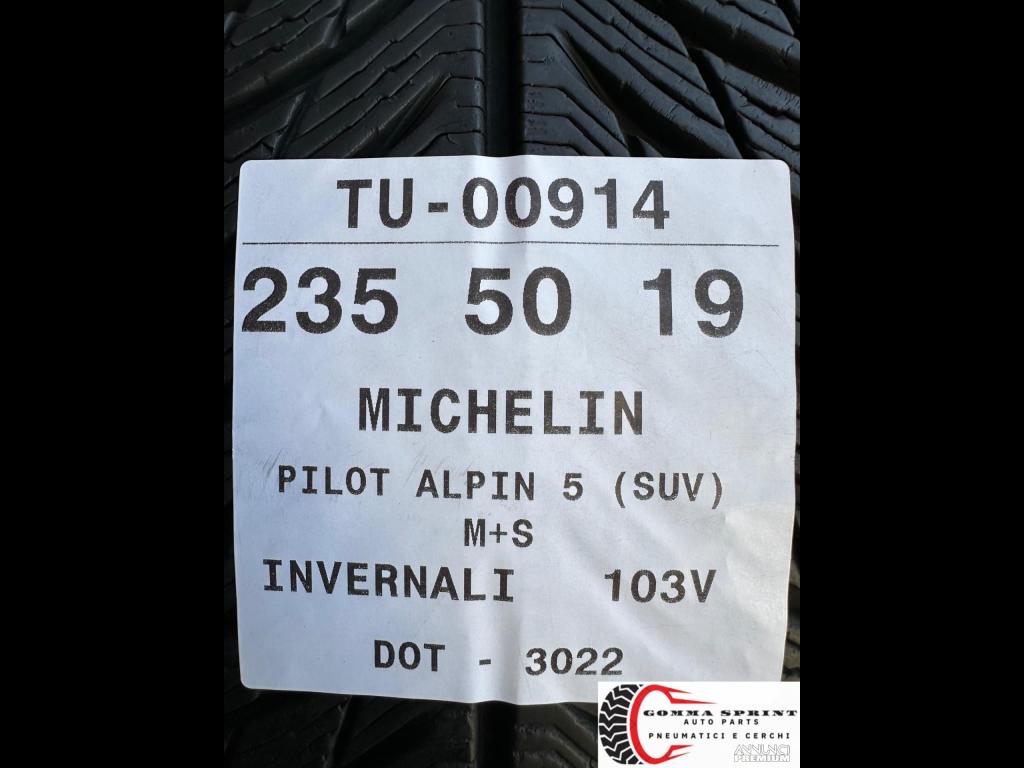 TU-00914
235 50 19
MICHELIN
PILOT ALPIN 5 (SUV)
M+S
INVERNALI 103V
DOT - 3022
GOMMA SPRINT
AUTO PARTS
PNEUMATICI E CERCHI
ANNUNCI
PREMIUM